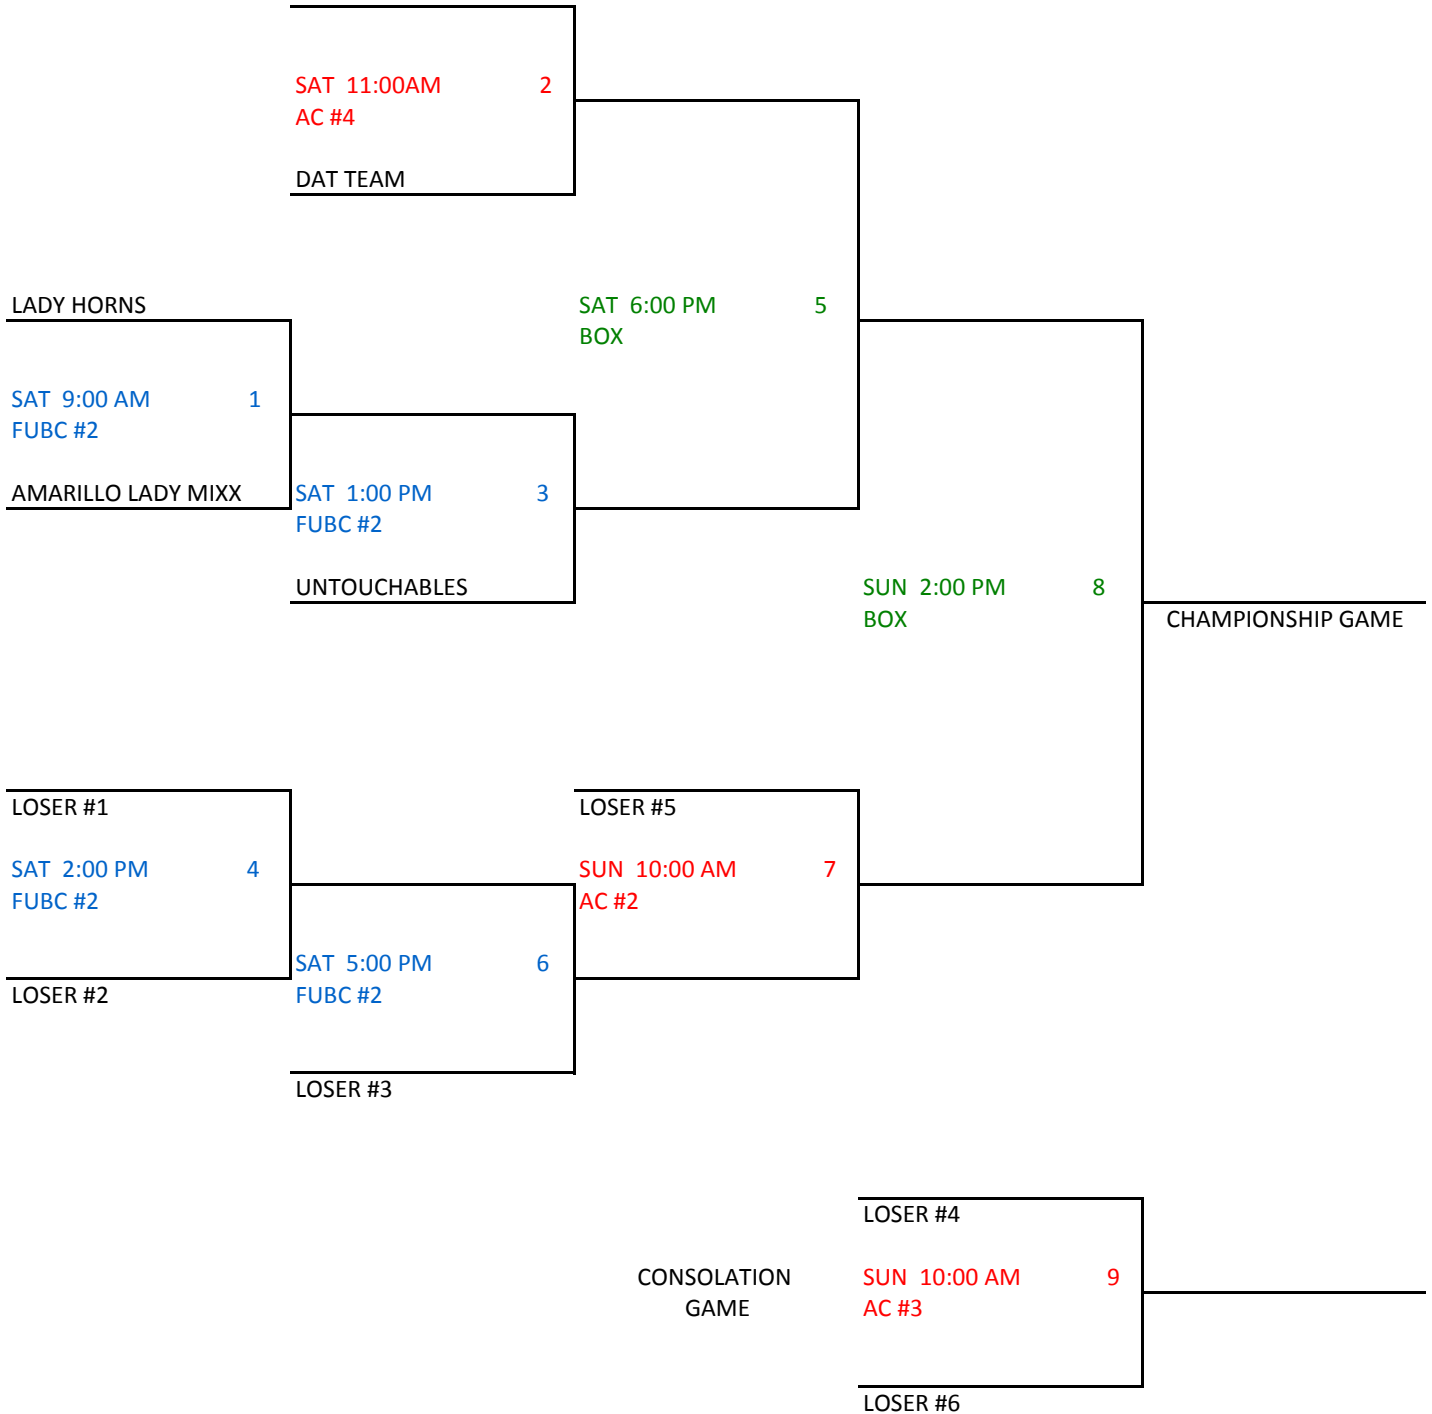 SAT 11:00AM 2
AC #4
DAT TEAM
LADY HORNS
SAT 6:00 PM 5
BOX
SAT 9:00 AM 1
FUBC #2
AMARILLO LADY MIXX
SAT 1:00 PM 3
FUBC #2
UNTOUCHABLES
SUN 2:00 PM 8
BOX
CHAMPIONSHIP GAME
LOSER #1
LOSER #5
SAT 2:00 PM 4
FUBC #2
SUN 10:00 AM 7
AC #2
LOSER #2
SAT 5:00 PM 6
FUBC #2
LOSER #3
LOSER #4
CONSOLATION
GAME
SUN 10:00 AM 9
AC #3
LOSER #6